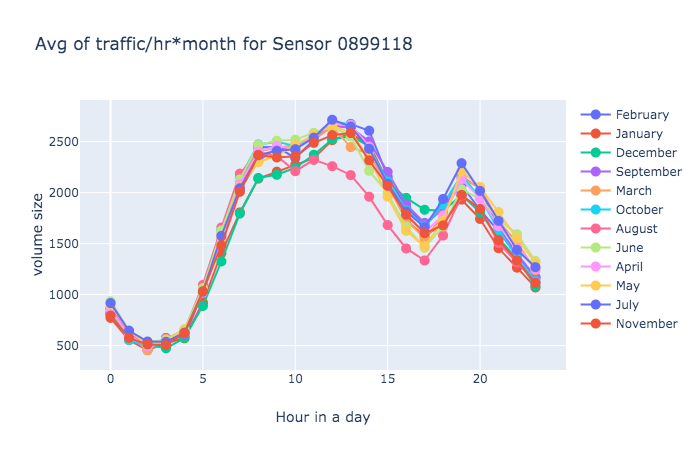 Avg of traffic/hr*month for Sensor 0899118
volume size
2500
2000
1500
1000
500
0
5
10
15
20
Hour in a day
February
January
December
September
March
October
August
June
April
May
July
November